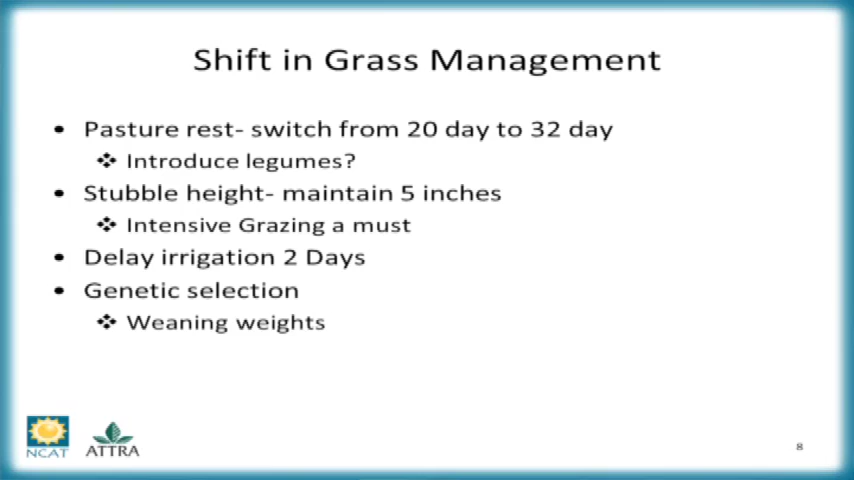 Shift in Grass Management
• Pasture rest- switch from 20 day to 32 day
❖ Introduce legumes?
• Stubble height- maintain 5 inches
❖ Intensive Grazing a must
• Delay irrigation 2 Days
• Genetic selection
❖ Weaning weights
NCAT
ATTRA
8